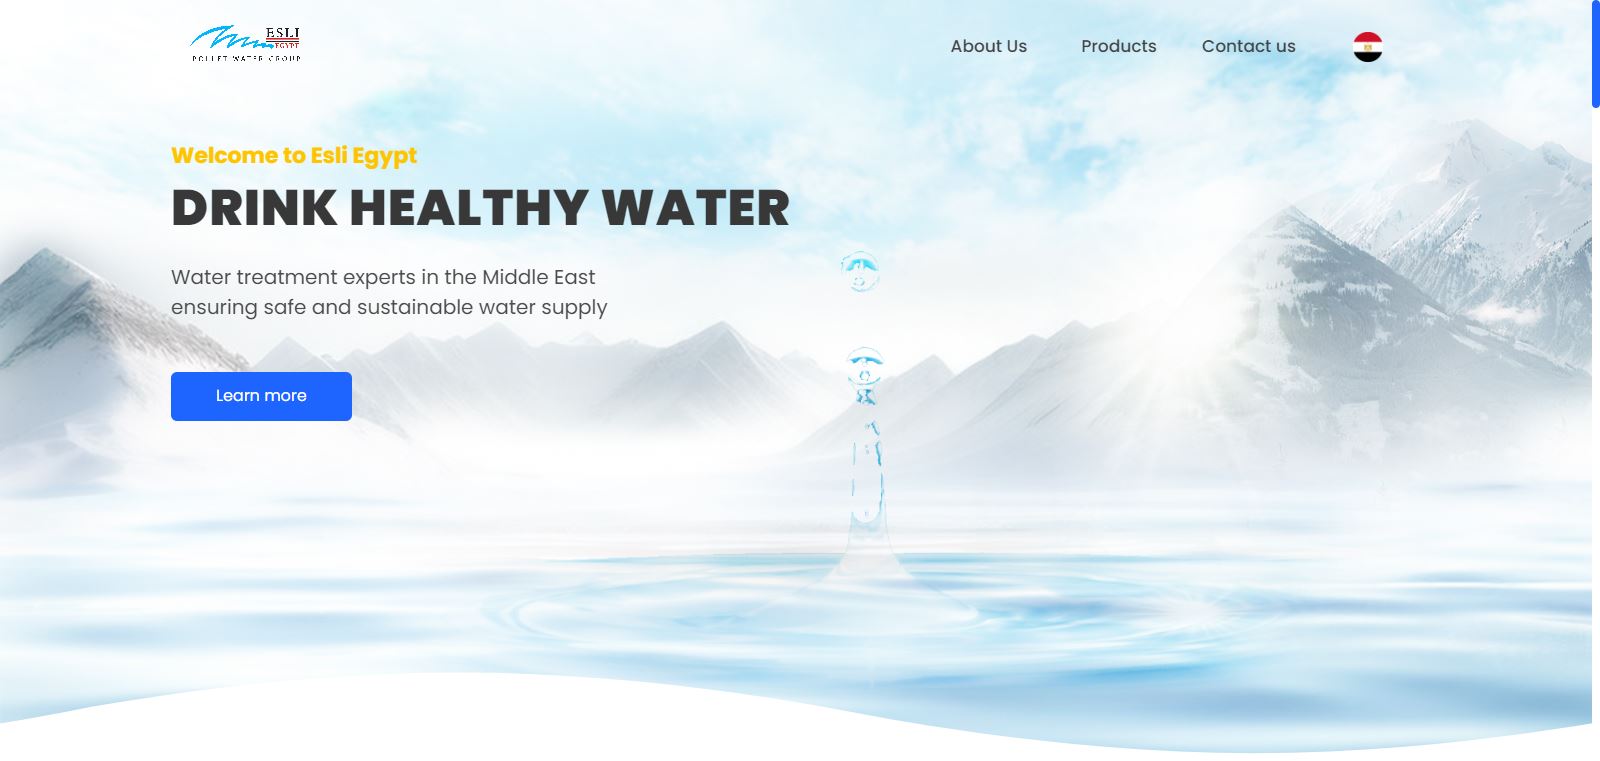 ESLI
EGYPT
POLLET WATER GROUP
About Us
Products
Contact us
Welcome to Esli Egypt
DRINK HEALTHY WATER
Water treatment experts in the Middle East
ensuring safe and sustainable water supply
Learn more